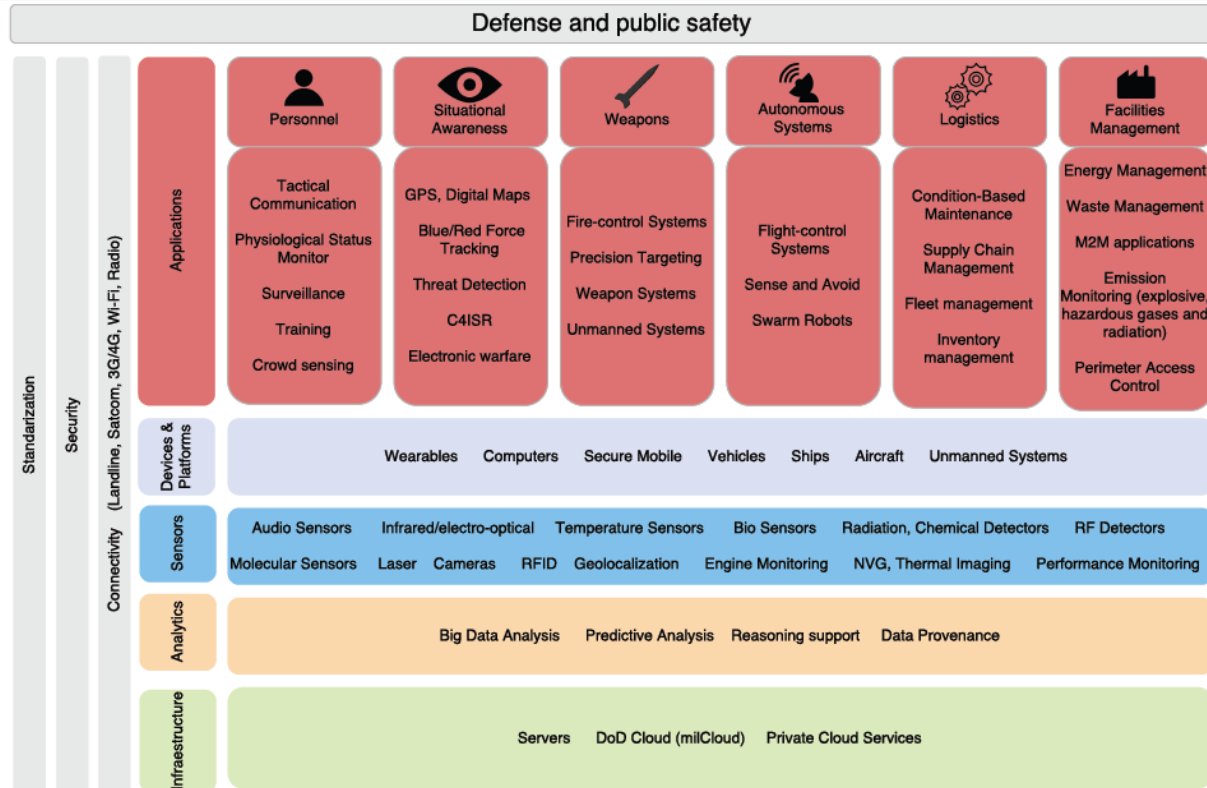 Defense and public safety
Standarization
Security
Connectivity (Landline, Satcom, 3G/4G, Wi-Fi, Radio)
Applications
Personnel
Tactical
Communication
Physiological Status
Monitor
Surveillance
Training
Crowd sensing
Situational
Awareness
GPS, Digital Maps
Blue/Red Force
Tracking
Threat Detection
C4ISR
Electronic warfare
Weapons
Fire-control Systems
Precision Targeting
Weapon Systems
Unmanned Systems
Autonomous
Systems
Flight-control
Systems
Sense and Avoid
Swarm Robots
Logistics
Condition-Based
Maintenance
Supply Chain
Management
Fleet management
Inventory
management
Facilities
Management
Energy Management
Waste Management
M2M applications
Emission
Monitoring (explosive,
hazardous gases and
radiation)
Perimeter Access
Control
Devices &
Platforms
Wearables Computers Secure Mobile Vehicles Ships Aircraft Unmanned Systems
Sensors
Audio Sensors Infrared/electro-optical Temperature Sensors Bio Sensors Radiation, Chemical Detectors RF Detectors
Molecular Sensors Laser Cameras RFID Geolocalization Engine Monitoring NVG, Thermal Imaging Performance Monitoring
Analytics
Big Data Analysis Predictive Analysis Reasoning support Data Provenance
Infraestructure
Servers DoD Cloud (milCloud) Private Cloud Services